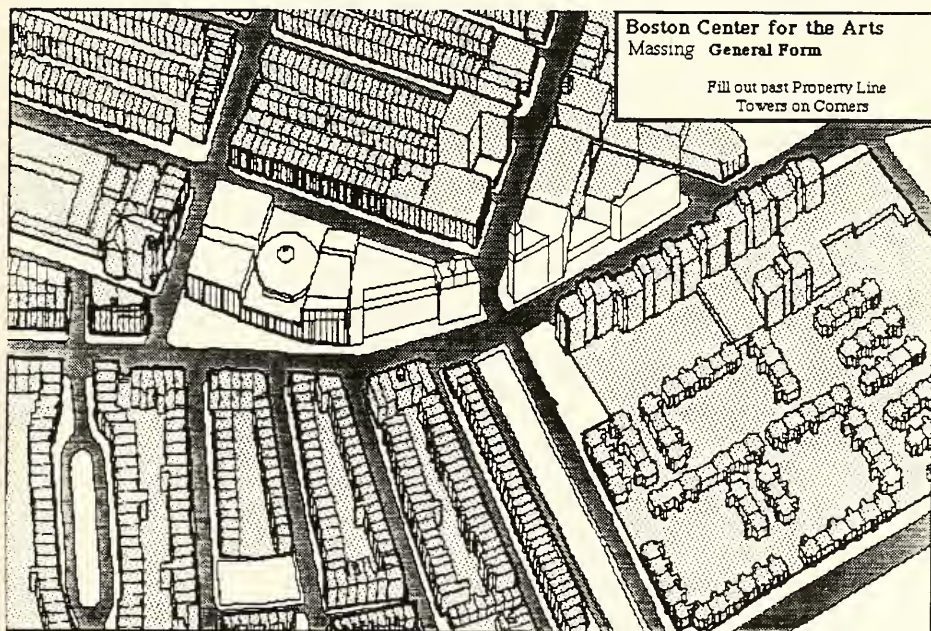 Boston Center for the Arts
Massing General Form
Fill out past Property Line
Towers on Corners